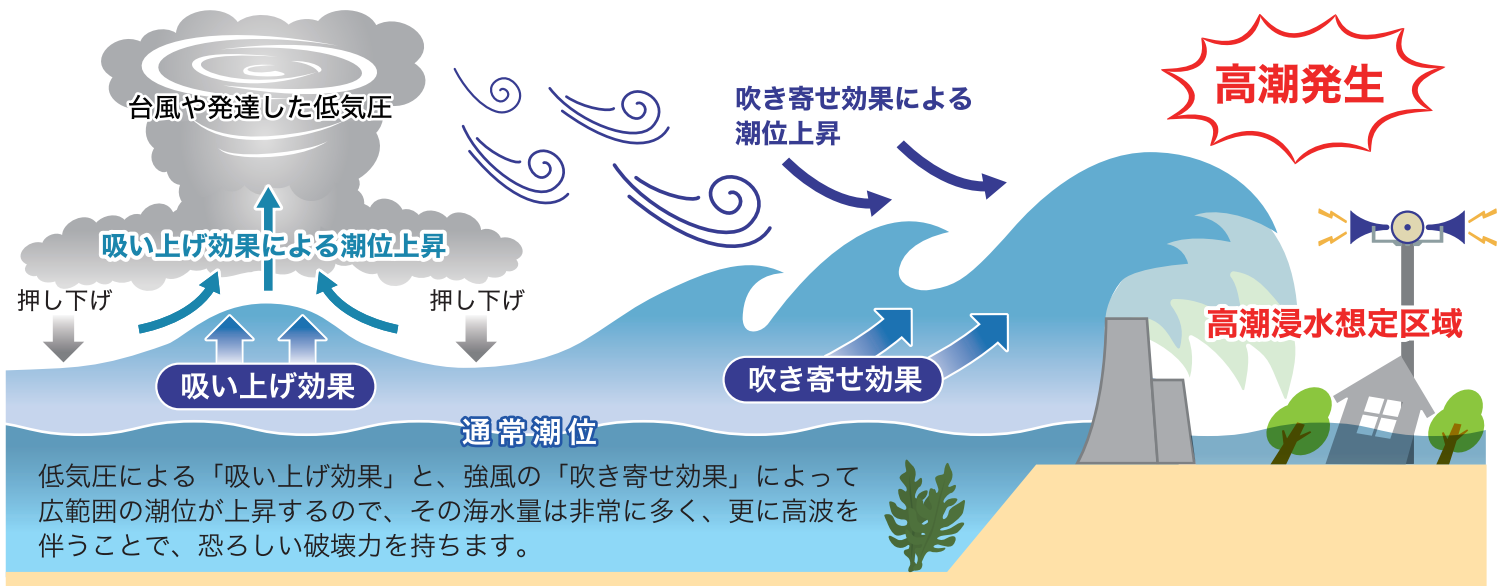 台風や発達した低気圧
吸い上げ効果による潮位上昇
押し下げ
押し下げ
吸い上げ効果
吹き寄せ効果による
潮位上昇
高潮発生
吹き寄せ効果
高潮浸水想定区域
通常潮位
低気圧による「吸い上げ効果」と、強風の「吹き寄せ効果」によって
広範囲の潮位が上昇するので、その海水量は非常に多く、更に高波を
伴うことで、恐ろしい破壊力を持ちます。